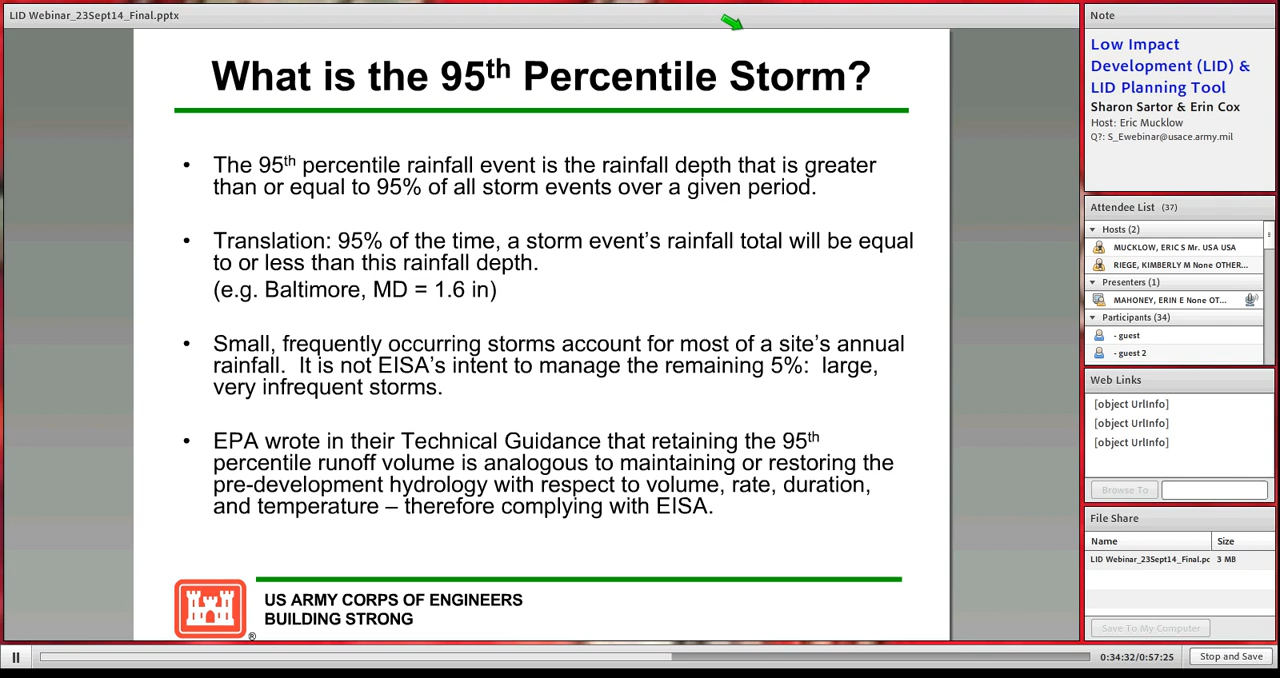 LID Webinar_23Sept14_Final.pptx
What is the 95th Percentile Storm?
• The 95th percentile rainfall event is the rainfall depth that is greater
than or equal to 95% of all storm events over a given period.
• Translation: 95% of the time, a storm event's rainfall total will be equal
to or less than this rainfall depth.
(e.g. Baltimore, MD = 1.6 in)
• Small, frequently occurring storms account for most of a site's annual
rainfall. It is not EISA's intent to manage the remaining 5%: large,
very infrequent storms.
• EPA wrote in their Technical Guidance that retaining the 95th
percentile runoff volume is analogous to maintaining or restoring the
pre-development hydrology with respect to volume, rate, duration,
and temperature – therefore complying with EISA.
®
US ARMY CORPS OF ENGINEERS
BUILDING STRONG
Note
Low Impact
Development (LID) &
LID Planning Tool
Sharon Sartor & Erin Cox
Host: Eric Mucklow
Q?: S_Ewebinar@usace.army.mil
Attendee List (37)
Hosts (2)
MUCKLOW, ERIC S Mr. USA USA
RIEGE, KIMBERLY M None OTHER...
Presenters (1)
MAHONEY, ERIN E None OT...
Participants (34)
- guest
- guest 2
Web Links
[object UrlInfo]
[object UrlInfo]
[object UrlInfo]
Browse To
File Share
Name Size
LID Webinar_23Sept14_Final.pc 3 MB
Save To My Computer
0:34:32/0:57:25
Stop and Save